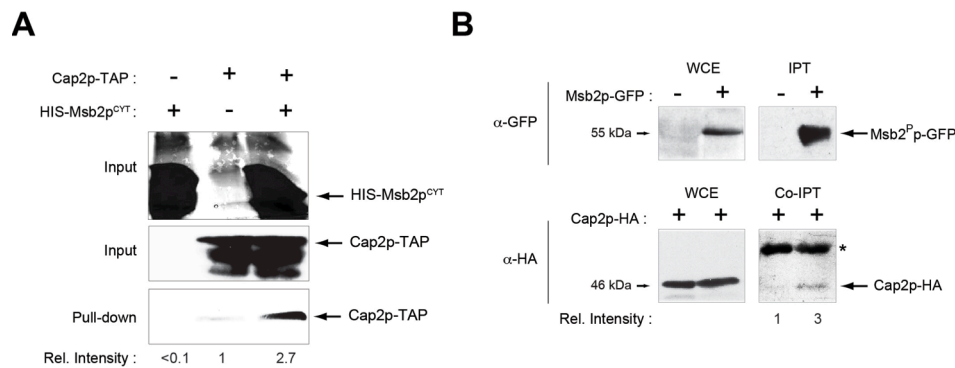 A
Cap2p-TAP : - + +
HIS-Msb2pCYT : + - +
Input
HIS-Msb2pCYT
Input
Cap2p-TAP
Pull-down
Cap2p-TAP
Rel. Intensity : <0.1 1 2.7
B
WCE IPT
Msb2p-GFP : - + - +
α-GFP
55 kDa
Msb2Pp-GFP
WCE Co-IPT
Cap2p-HA : + + + +
α-HA
*
46 kDa
Cap2p-HA
Rel. Intensity : 1 3